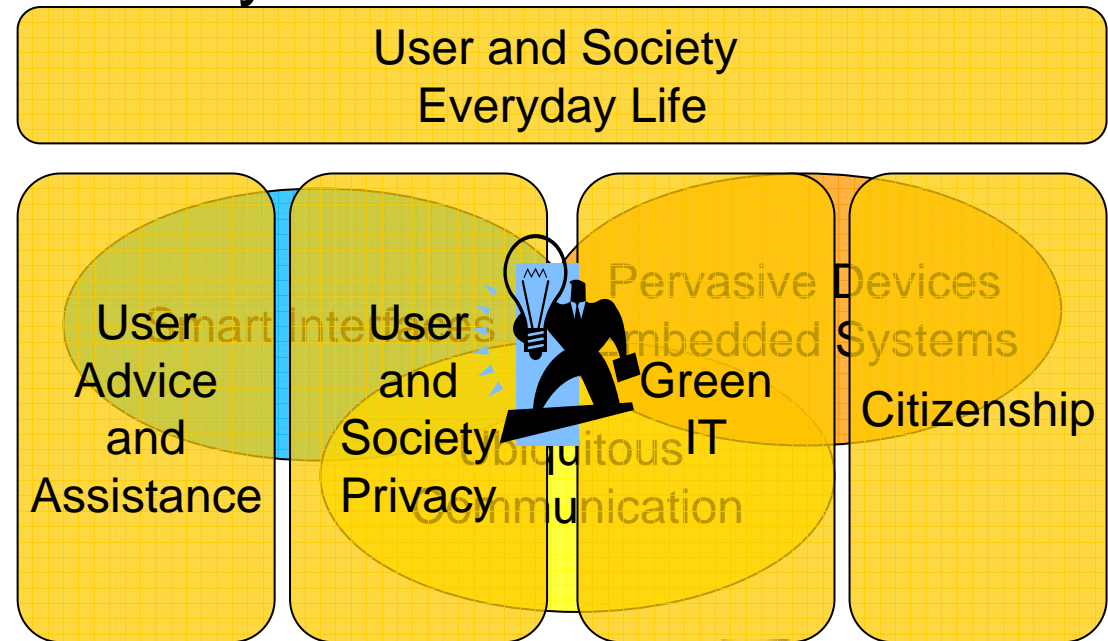 User and Society
Everyday Life
User
Advice
and
Assistance
User
and
Society
Privacy
Green
IT
Citizenship
Smart Interfaces
Pervasive Devices
Embedded Systems
Ubiquitous
Communication